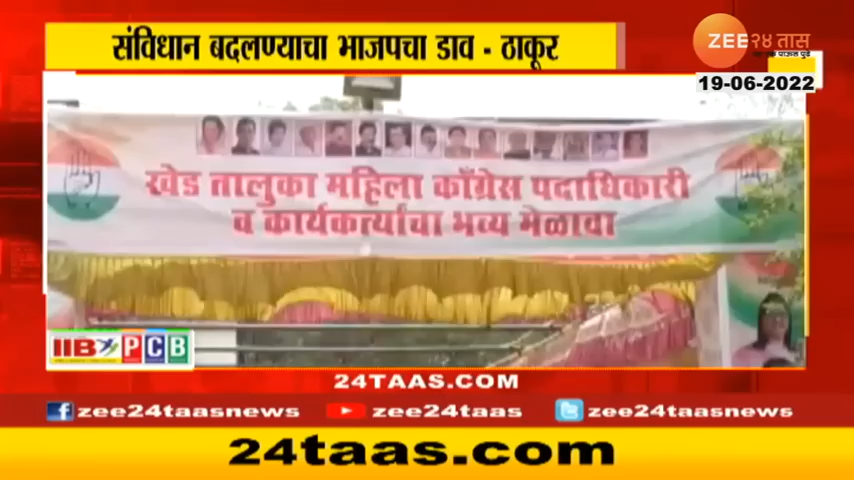 संविधान बदलण्याचा भाजपचा डाव - ठाकूर
ZEE २४ तास
19-06-2022
खेड तालुका महिला काँग्रेस पदाधिकारी
व कार्यकर्त्यांचा भव्य मेळावा
IIB PCB
24TAAS.COM
zee24taasnews zee24taas zee24taasnews
24taas.com